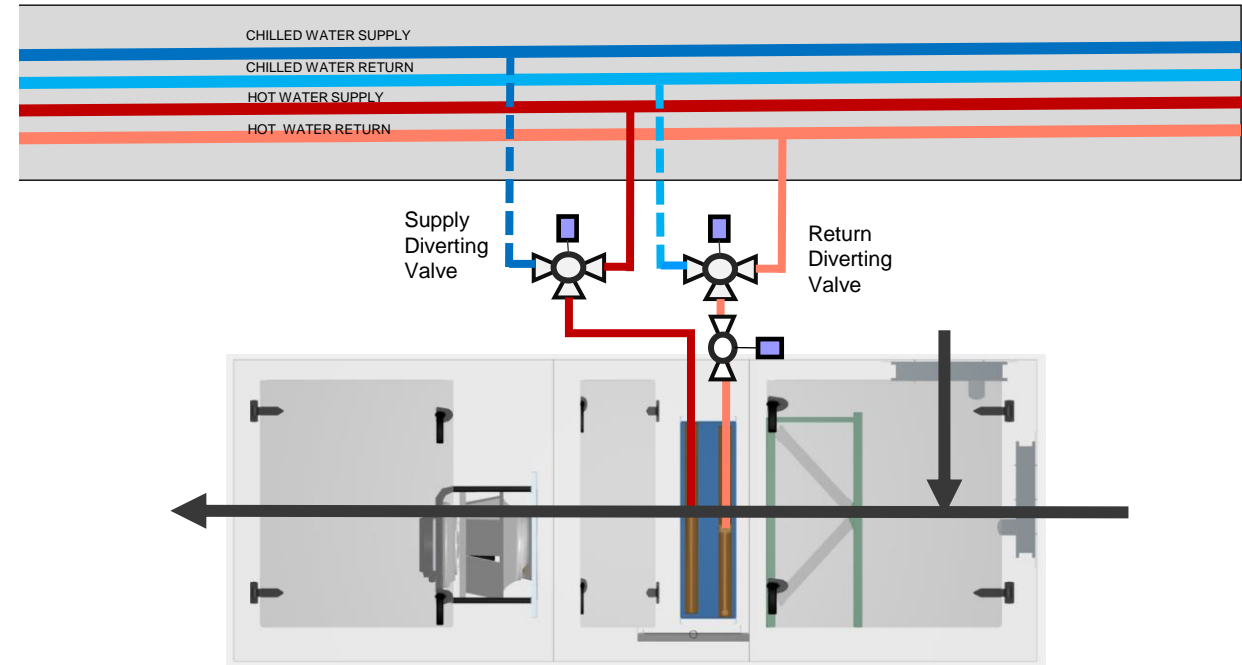 CHILLED WATER SUPPLY
CHILLED WATER RETURN
HOT WATER SUPPLY
HOT WATER RETURN
Supply
Diverting
Valve
Return
Diverting
Valve